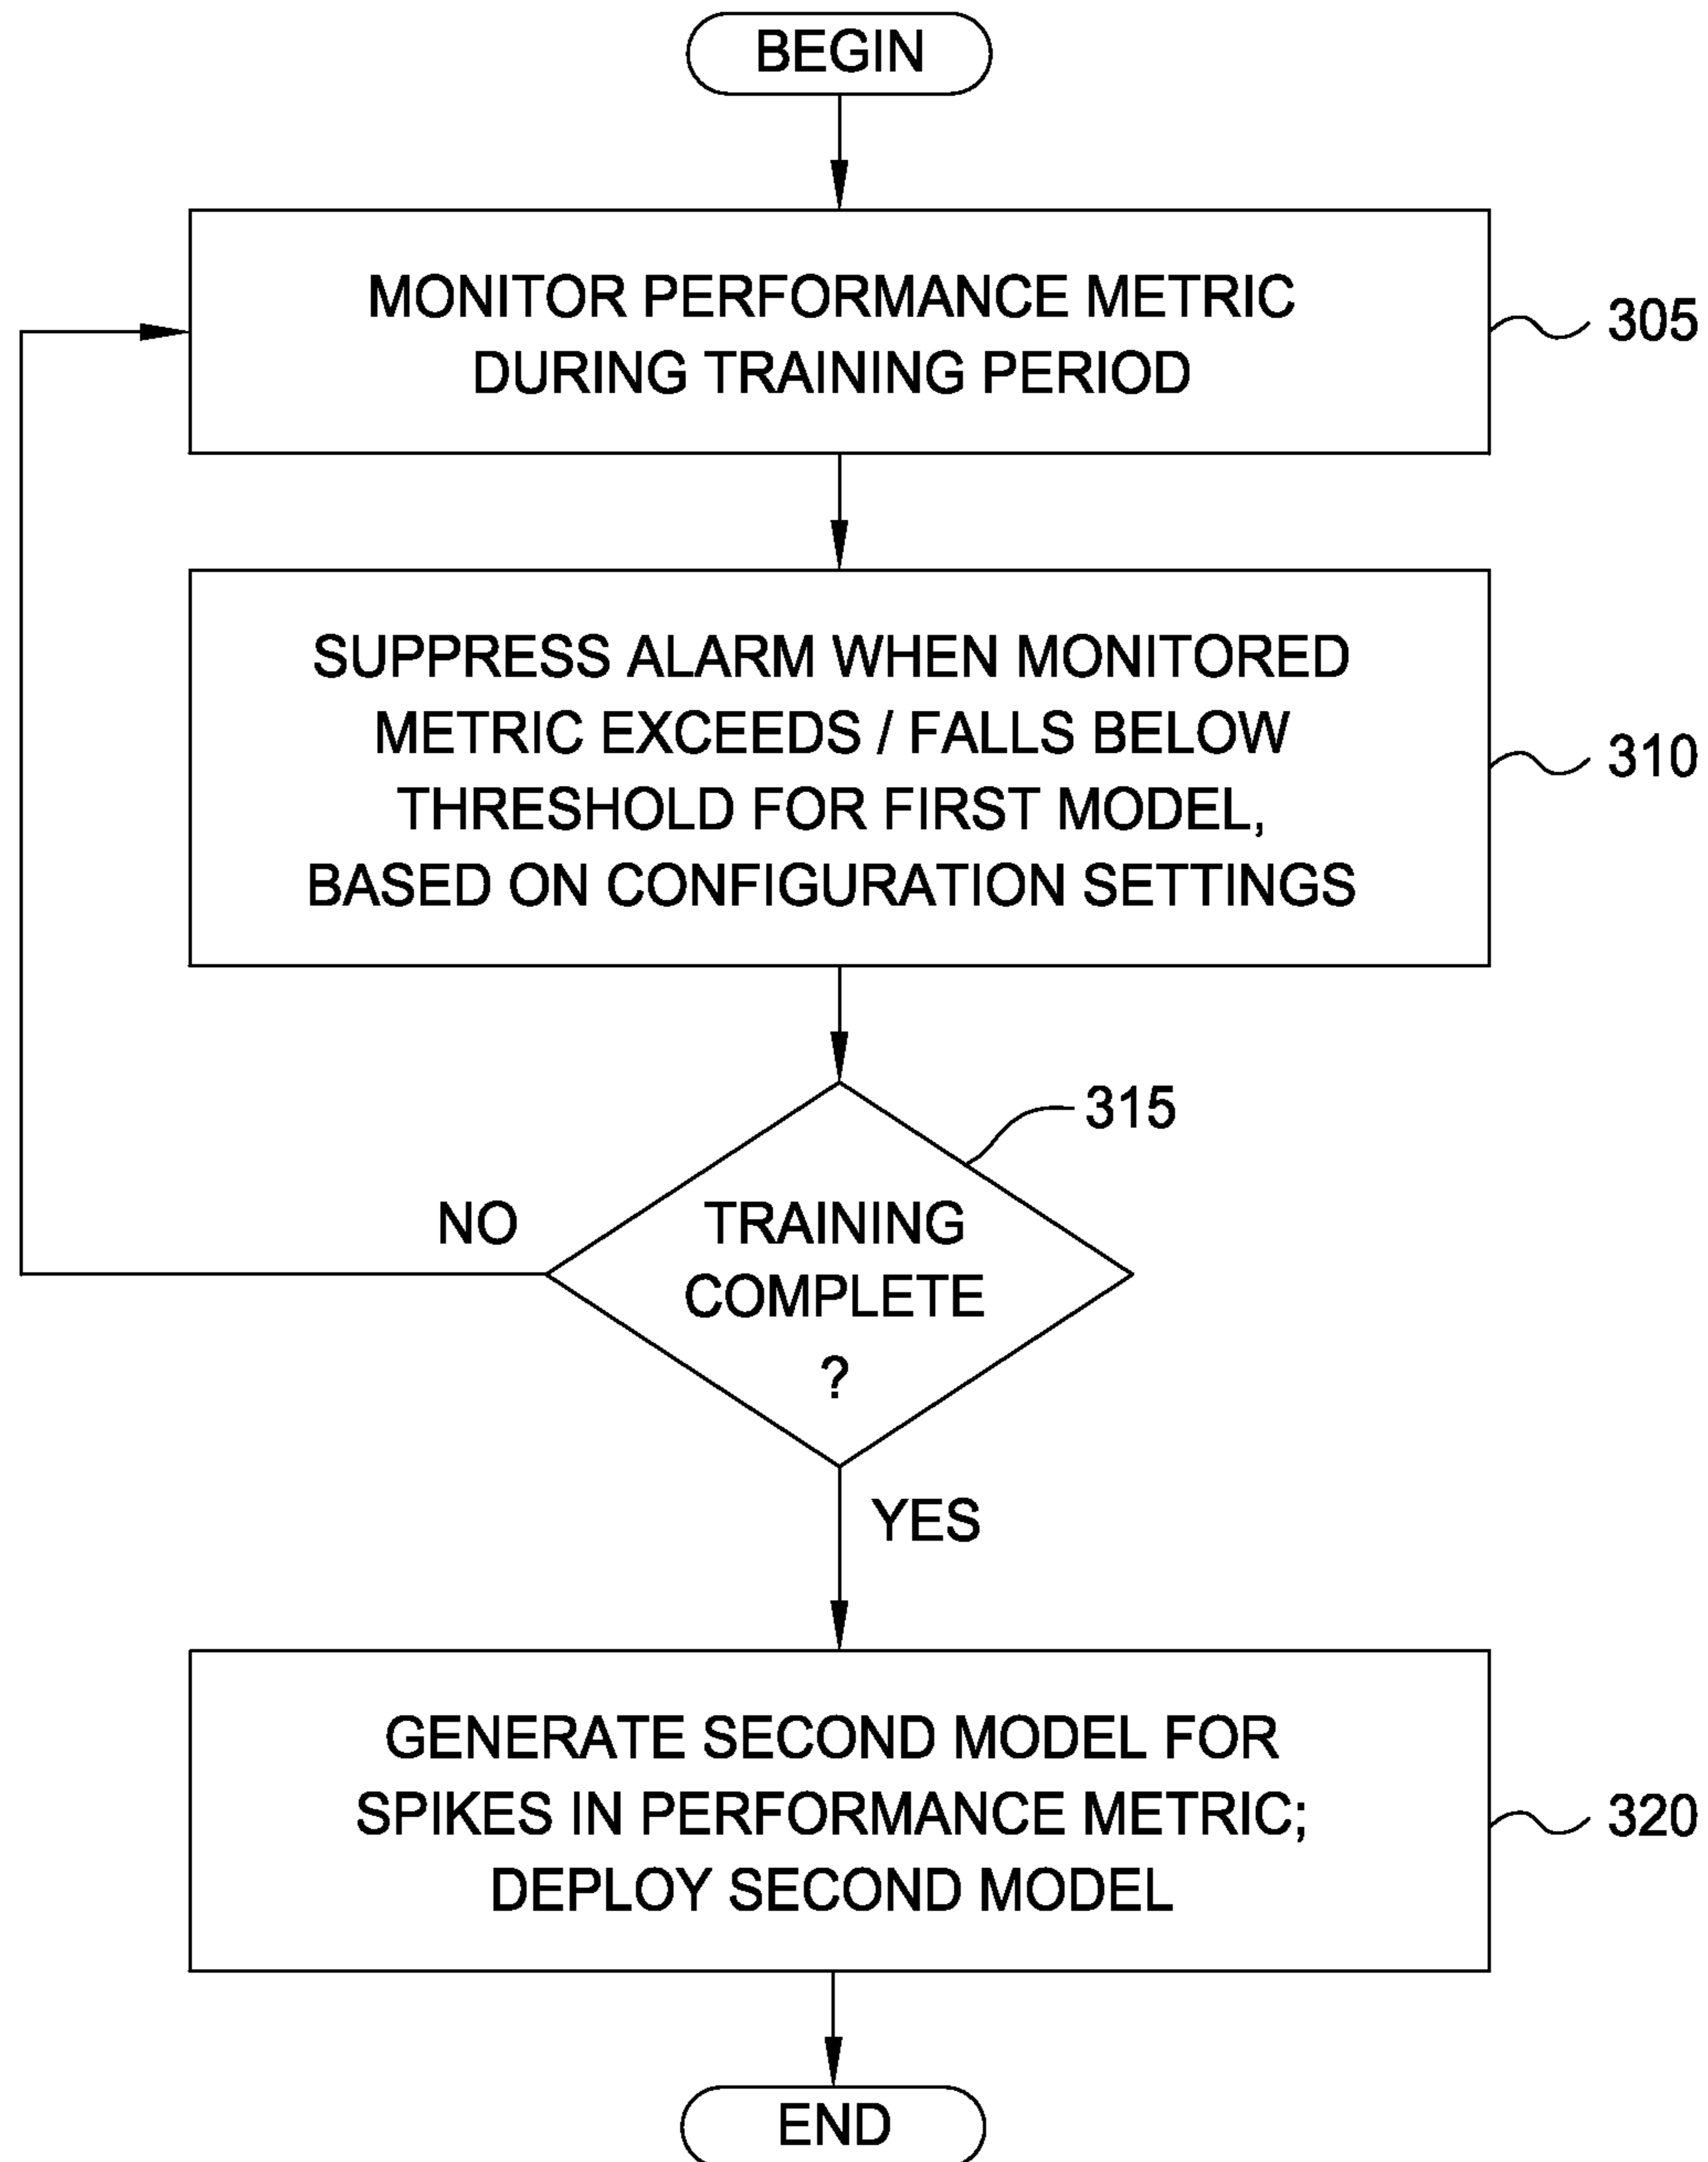 BEGIN
MONITOR PERFORMANCE METRIC
DURING TRAINING PERIOD
305
SUPPRESS ALARM WHEN MONITORED
METRIC EXCEEDS / FALLS BELOW
THRESHOLD FOR FIRST MODEL,
BASED ON CONFIGURATION SETTINGS
310
315
NO
TRAINING
COMPLETE
?
YES
GENERATE SECOND MODEL FOR
SPIKES IN PERFORMANCE METRIC;
DEPLOY SECOND MODEL
320
END